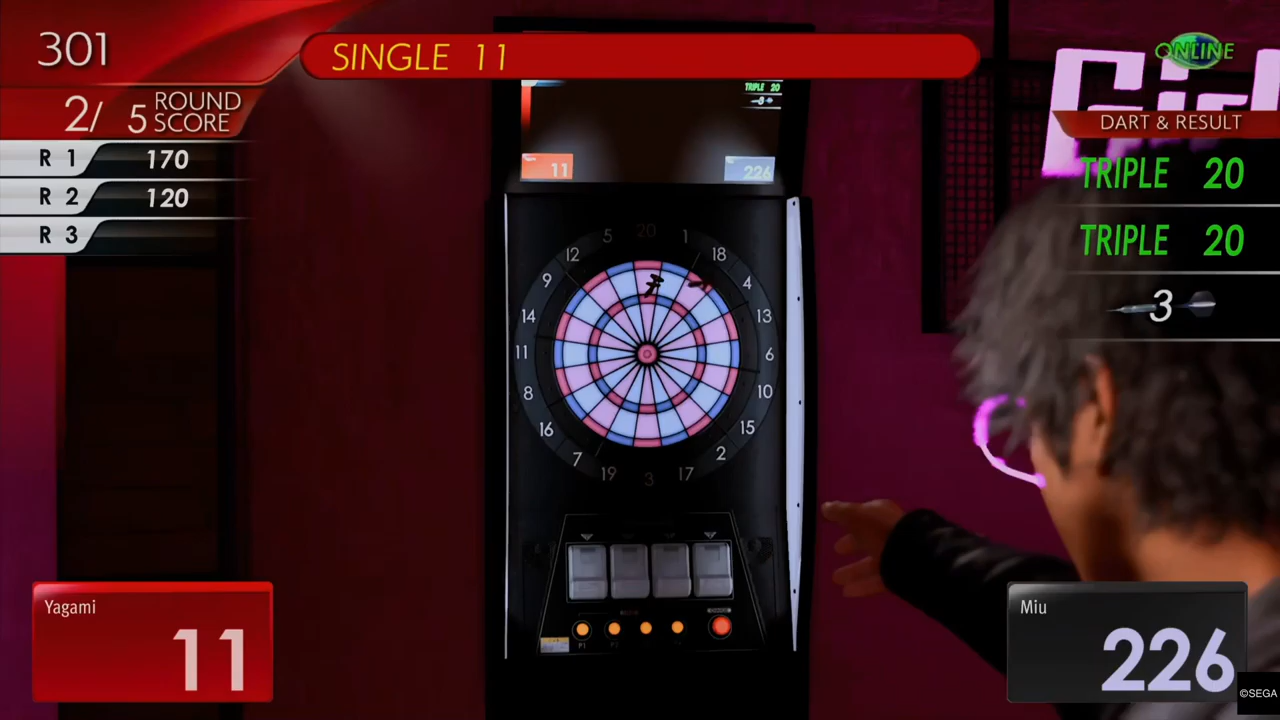 301
SINGLE 11
ONLINE
2/ 5 ROUND SCORE
R 1 170
R 2 120
R 3
DART & RESULT
TRIPLE 20
TRIPLE 20
3
TRIPLE 20
3
11
226
20
5 1
12 18
9 4
14 13
11 6
8 10
16 15
7 2
19 17
3
P1
Yagami
11
Miu
226
©SEGA